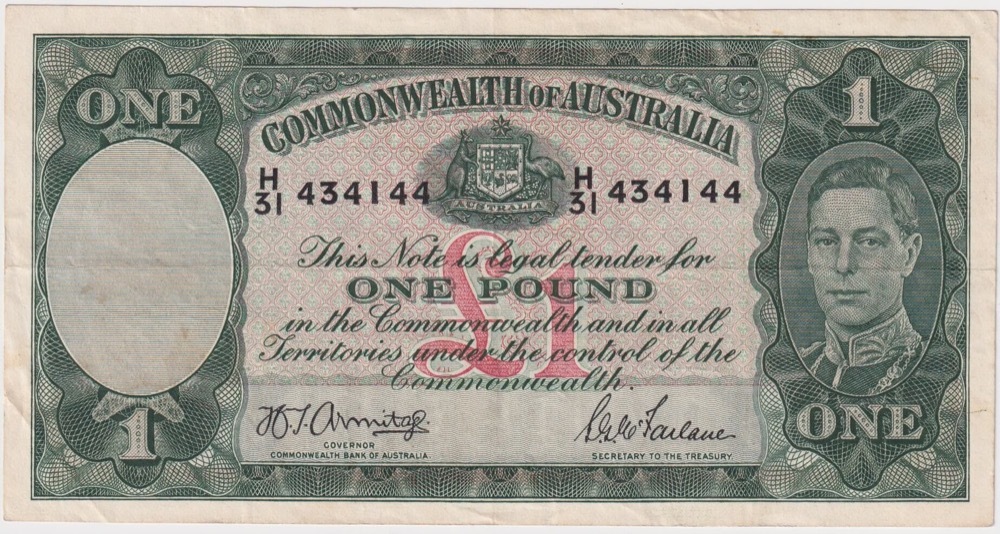 ONE
COMMONWEALTH OF AUSTRALIA
1
H/31 434144
AUSTRALIA
H/31 434144
This Note is legal tender for
ONE POUND
£1
in the Commonwealth and in all
Territories under the control of the
Commonwealth.
1
H.T. Armitage.
GOVERNOR
COMMONWEALTH BANK OF AUSTRALIA.
S.G. McFarlane
SECRETARY TO THE TREASURY.
ONE